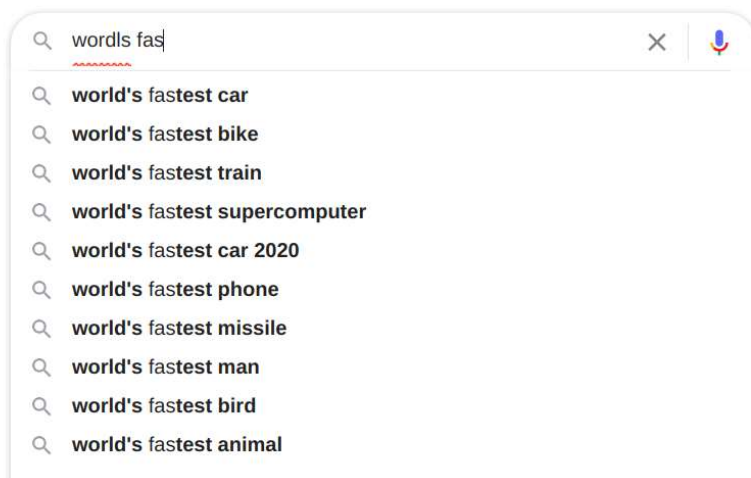 wordls fas
world's fastest car
world's fastest bike
world's fastest train
world's fastest supercomputer
world's fastest car 2020
world's fastest phone
world's fastest missile
world's fastest man
world's fastest bird
world's fastest animal